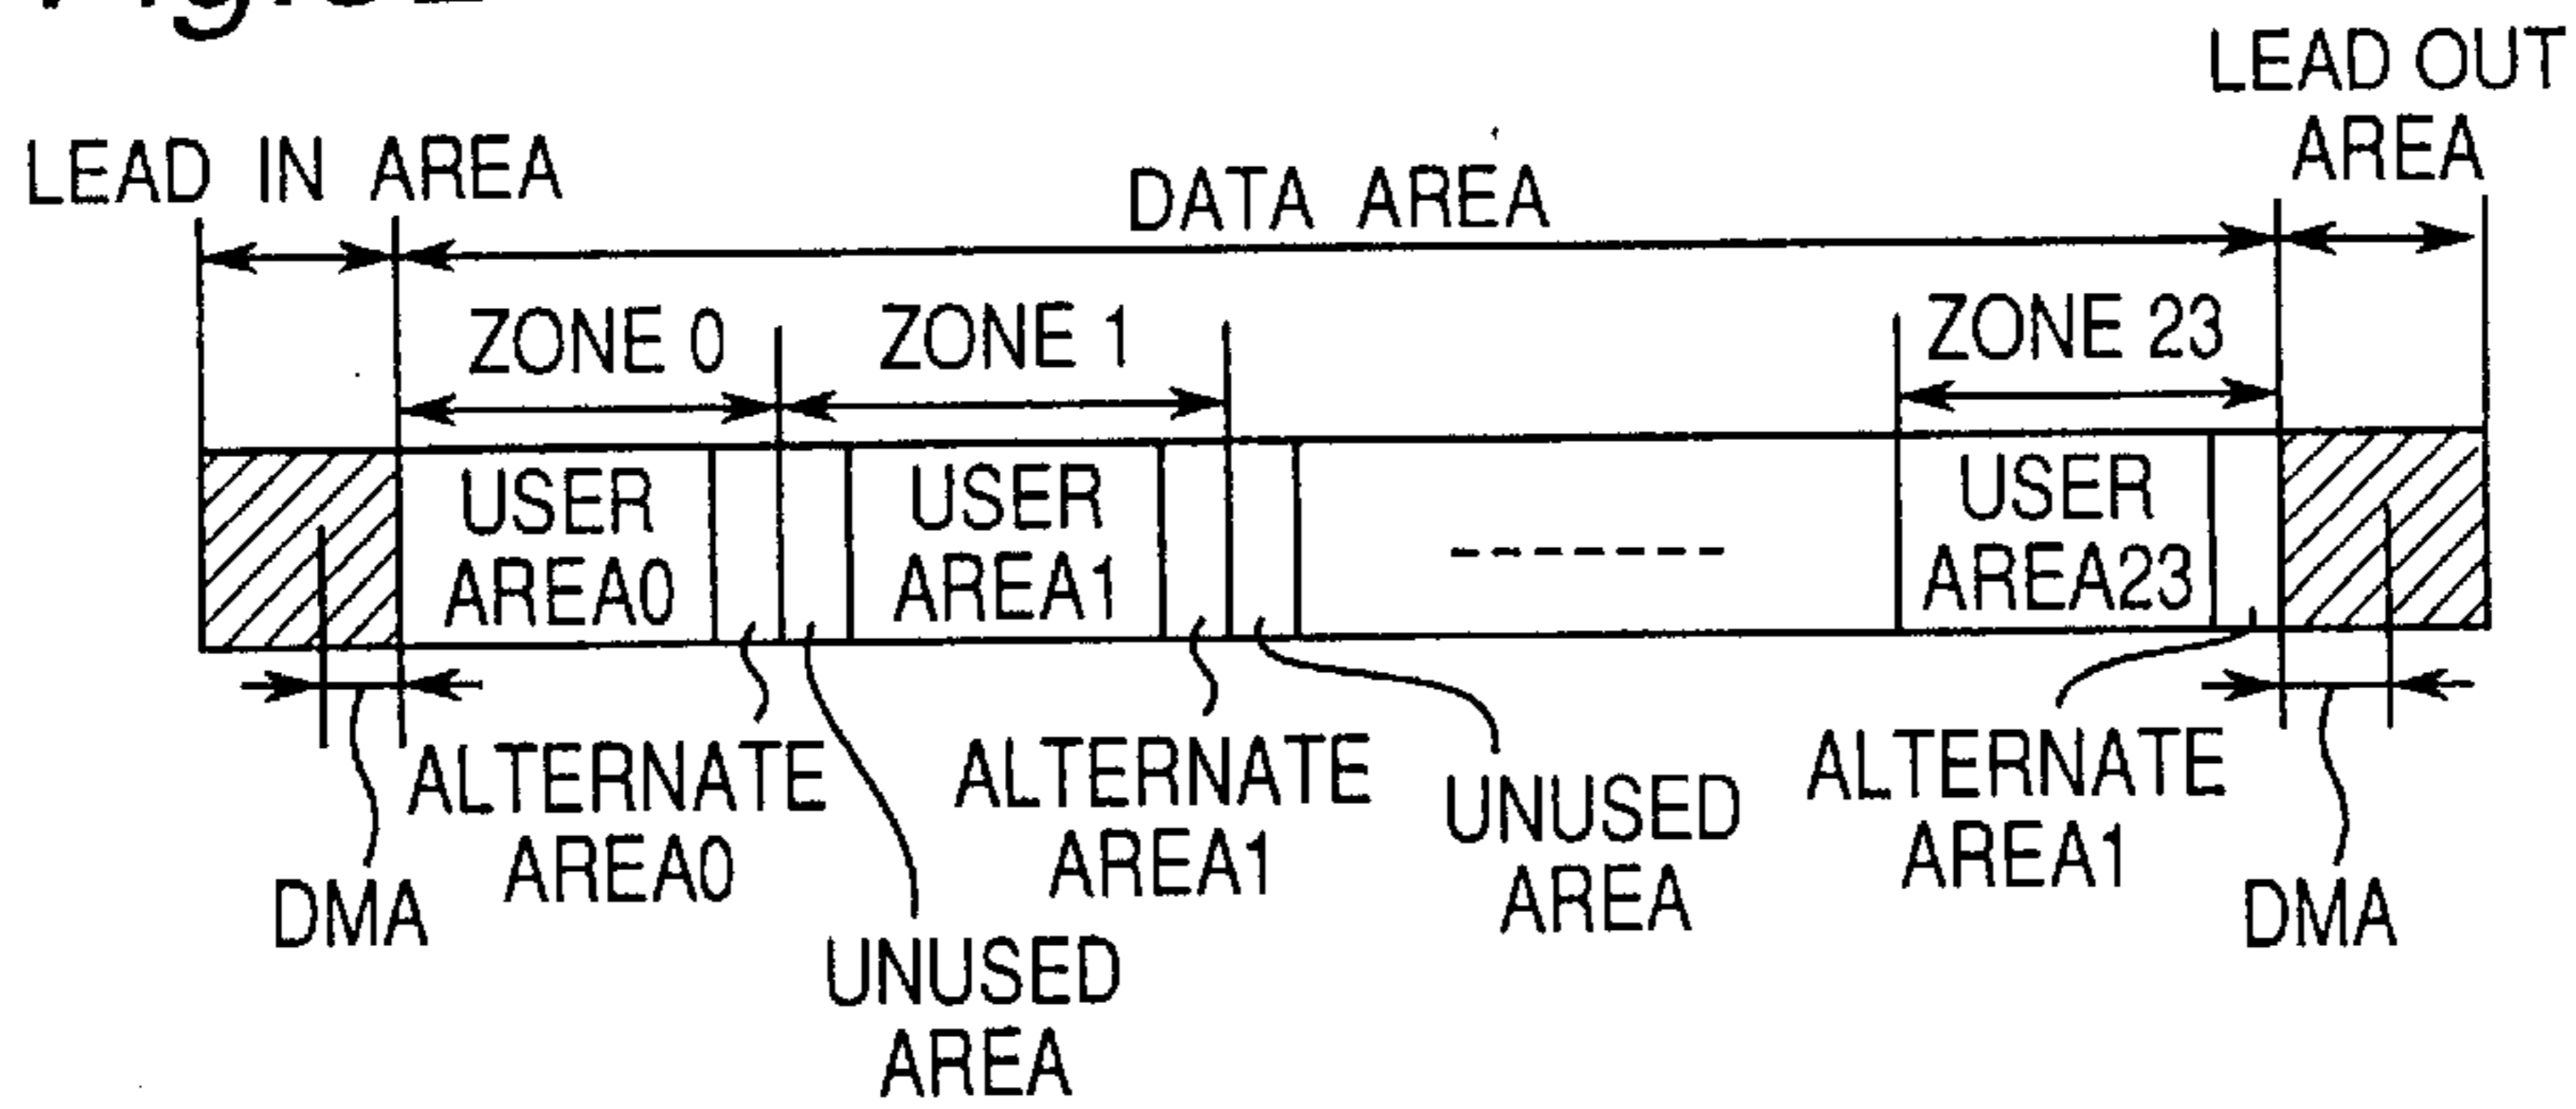 LEAD OUT
AREA
LEAD IN AREA
DATA AREA
ZONE 0
ZONE 1
ZONE 23
USER
AREA0
USER
AREA1
USER
AREA23
ALTERNATE
AREA0
ALTERNATE
AREA1
UNUSED
AREA
ALTERNATE
AREA1
DMA
DMA
UNUSED
AREA